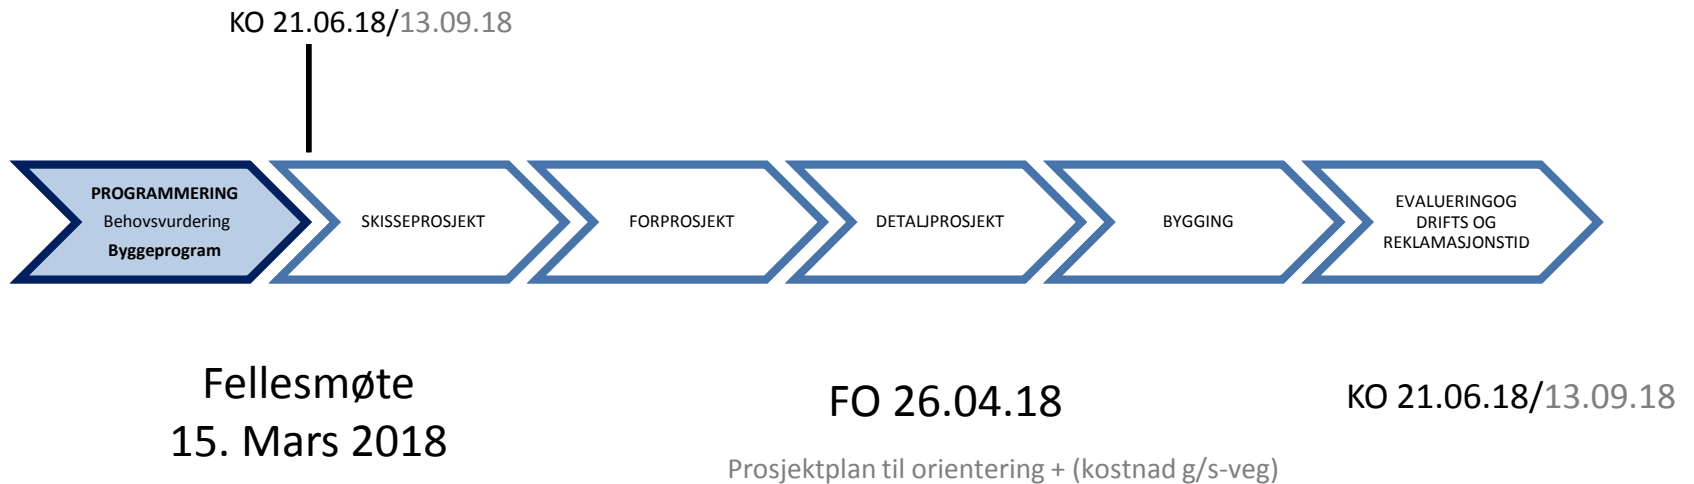 KO 21.06.18/13.09.18
PROGRAMMERING
Behovsvurdering
Byggeprogram
SKISSEPROSJEKT
FORPROSJEKT
DETALJPROSJEKT
BYGGING
EVALUERINGOG
DRIFTS OG
REKLAMASJONSTID
Fellesmøte
15. Mars 2018
FO 26.04.18
Prosjektplan til orientering + (kostnad g/s-veg)
KO 21.06.18/13.09.18